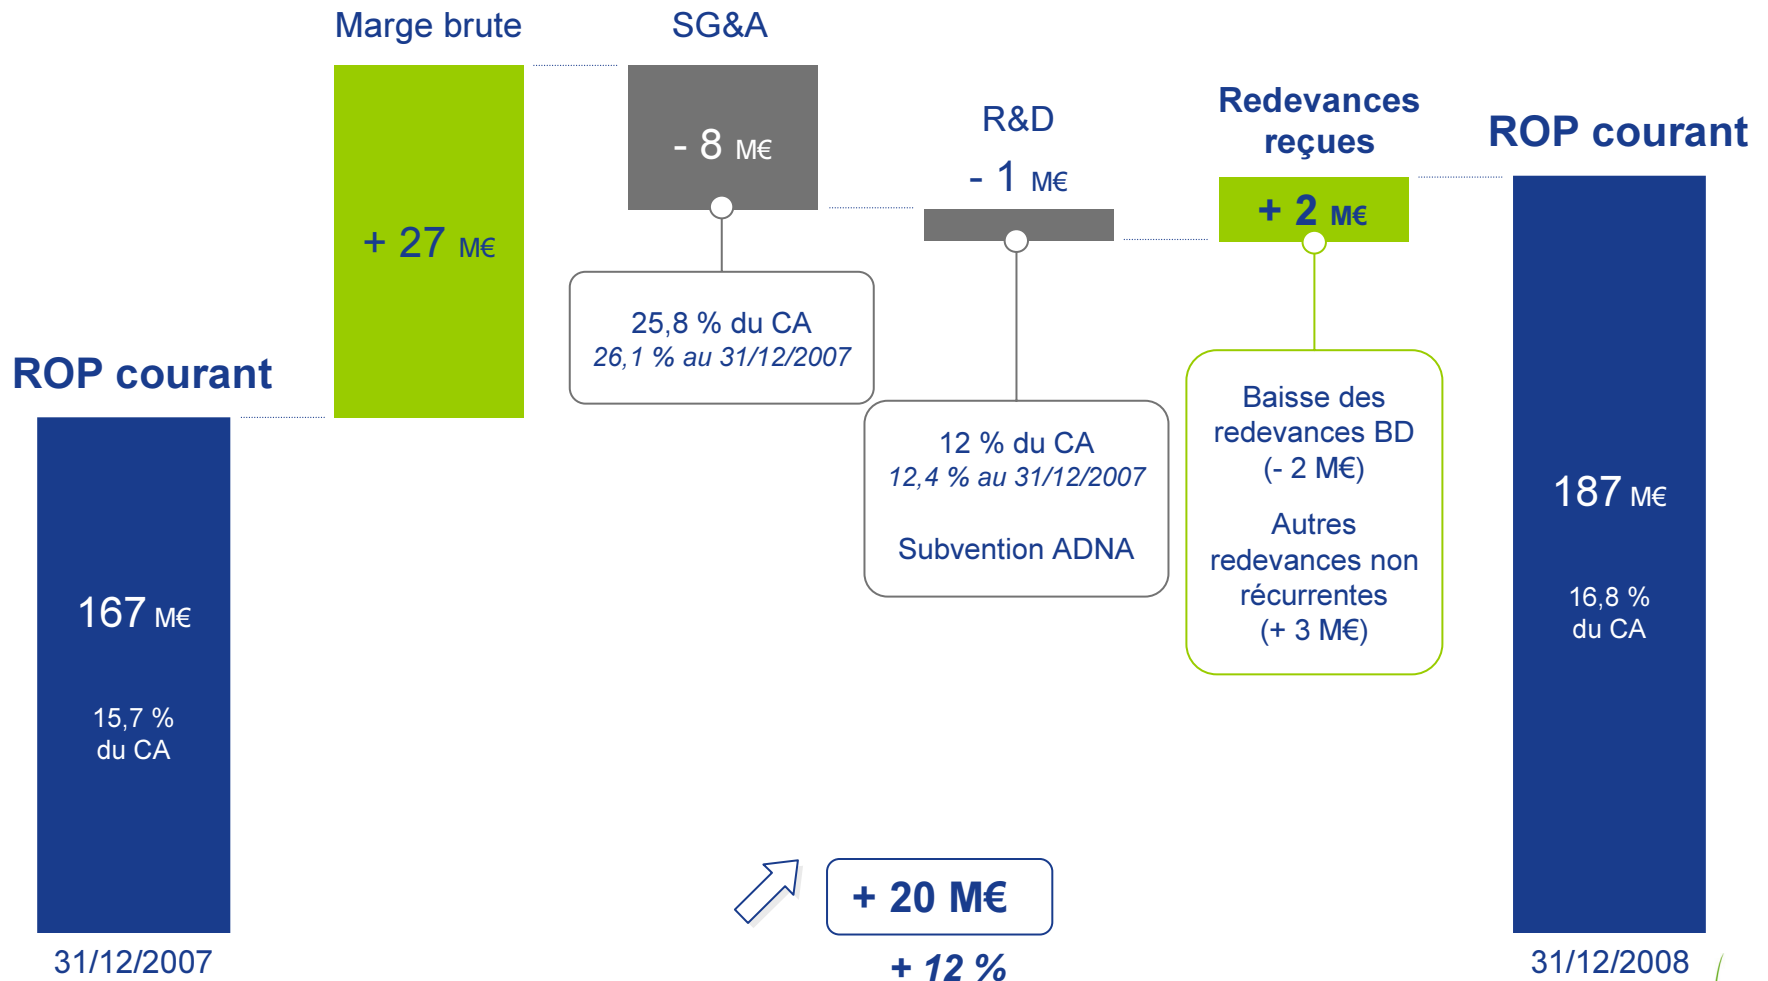 Marge brute
SG&A
Redevances
reçues
R&D
ROP courant
- 8 M€
- 1 M€
+ 2 M€
+ 27 M€
25,8 % du CA
26,1 % au 31/12/2007
ROP courant
Baisse des
redevances BD
(- 2 M€)
Autres
redevances non
récurrentes
(+ 3 M€)
12 % du CA
12,4 % au 31/12/2007
Subvention ADNA
187 M€
16,8 %
du CA
167 M€
15,7 %
du CA
+ 20 M€
+ 12 %
31/12/2007
31/12/2008